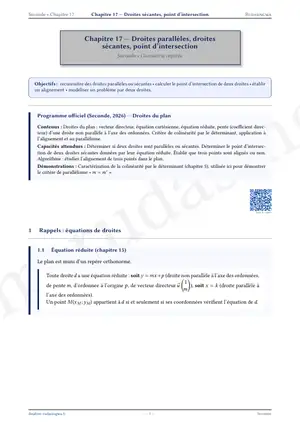 Seconde • Chapitre 17
Chapitre 17 — Droites sécantes, point d'intersection
Chapitre 17 — Droites parallèles, droites
sécantes, point d'intersection
Seconde • Géométrie repérée
Objectifs : reconnaître des droites parallèles ou sécantes • calculer le point d'intersection de deux droites • établir
un alignement • modéliser un problème par deux droites.
Programme officiel (Seconde, 2026) — Droites du plan
Contenus : Droites du plan : vecteur directeur, équation cartésienne, équation réduite, pente (coefficient direc-
teur) d'une droite non parallèle à l'axe des ordonnées. Critère de colinéarité par le déterminant, application à
l'alignement et au parallélisme.
Capacités attendues : Déterminer si deux droites sont parallèles ou sécantes. Déterminer le point d'intersec-
tion de deux droites sécantes données par leur équation réduite. Établir que trois points sont alignés ou non.
Algorithme : étudier l'alignement de trois points dans le plan.
Démonstrations : Caractérisation de la colinéarité par le déterminant (chapitre 3), utilisée ici pour démontrer
le critère de parallélisme « m = m' »
1 Rappels : équations de droites
1.1 Équation réduite (chapitre 13)
Le plan est muni d'un repère orthonormé.
Toute droite d a une équation réduite : soit y = mx + p (droite non parallèle à l'axe des ordonnées,
de pente m, d'ordonnée à l'origine p, de vecteur directeur u⃗ (1 m)), soit x = k (droite parallèle à
l'axe des ordonnées).
Un point M(x_M ; y_M) appartient à d si et seulement si ses coordonnées vérifient l'équation de d.
— 1 —
Seconde